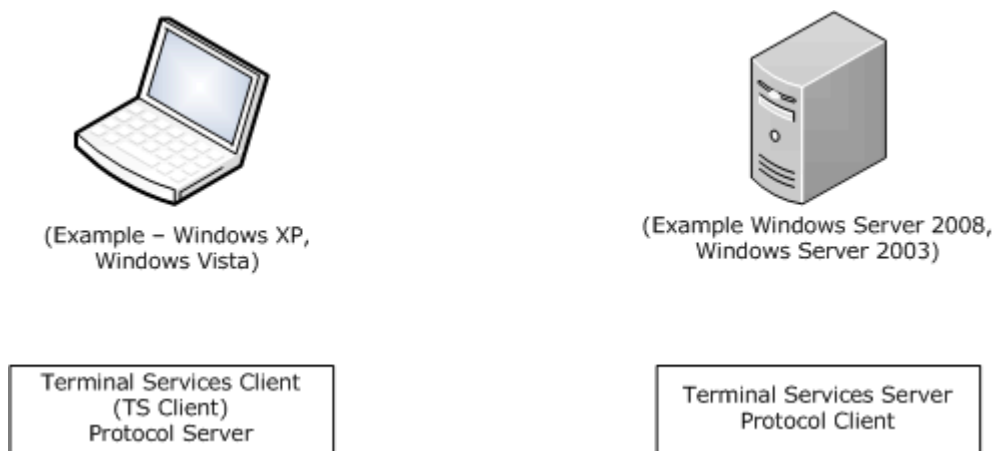 (Example – Windows XP,
Windows Vista)
(Example Windows Server 2008,
Windows Server 2003)
Terminal Services Client
(TS Client)
Protocol Server
Terminal Services Server
Protocol Client